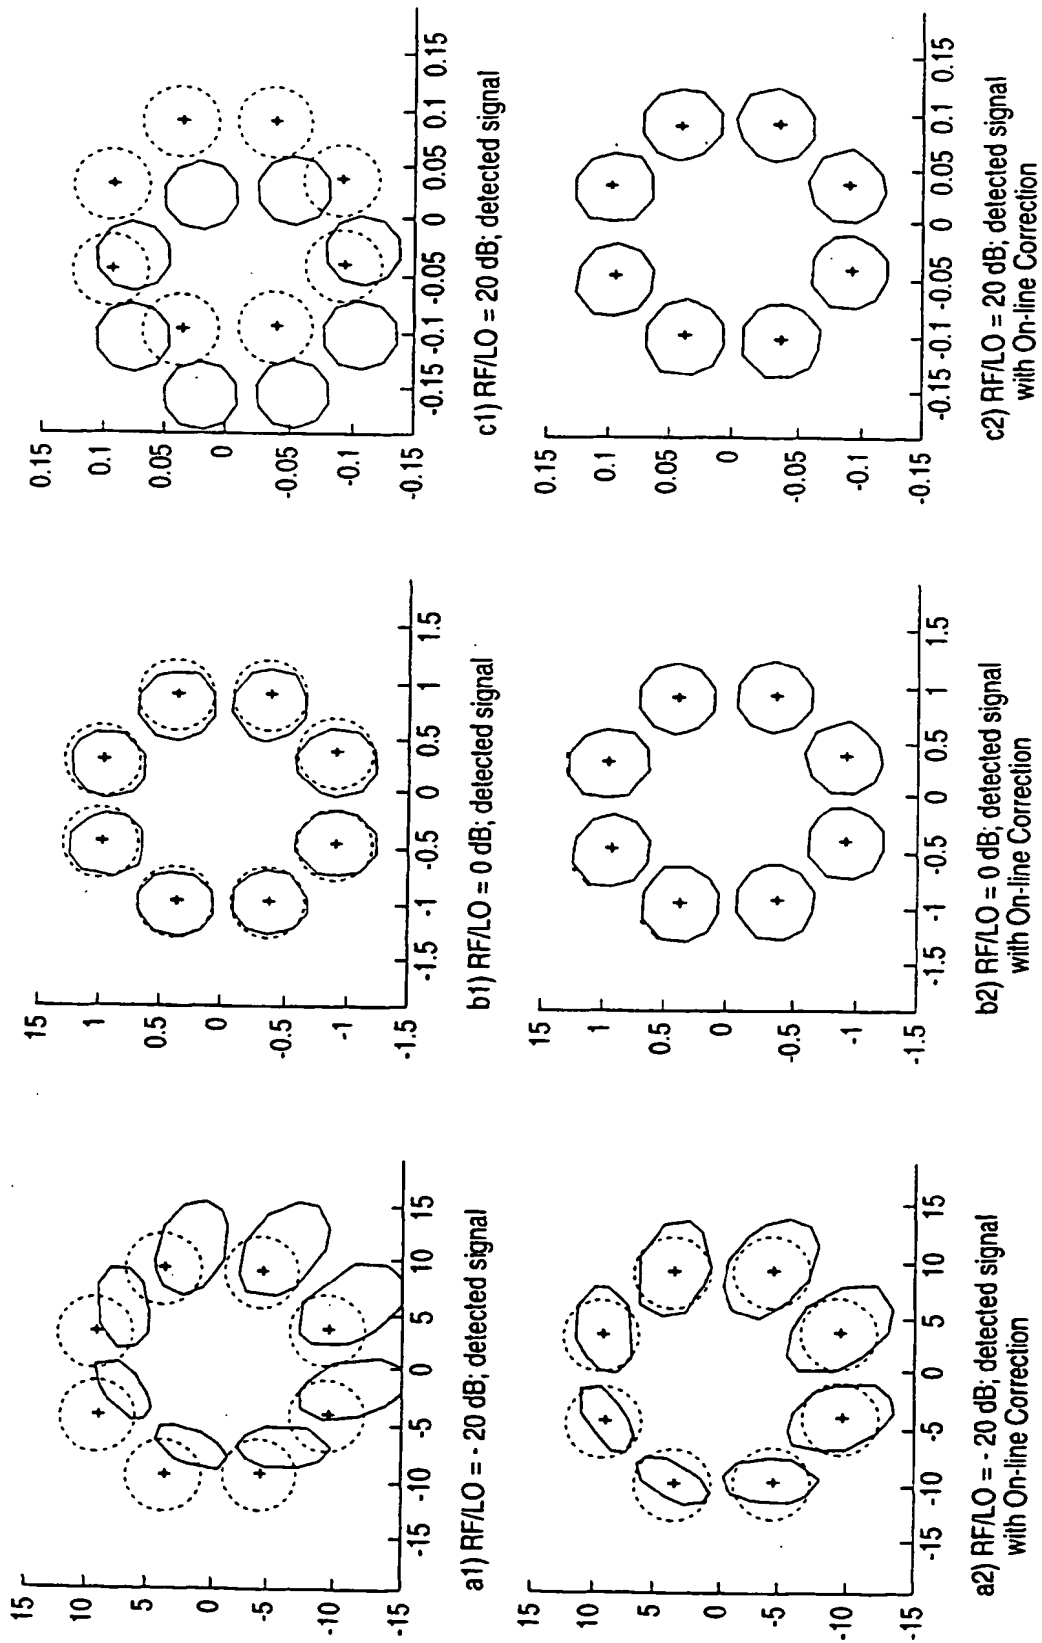 15
10
5
0
-5
-10
-15
-15 -10 -5 0 5 10 15
a1) RF/LO = - 20 dB; detected signal
15
1
0.5
0
-0.5
-1
-1.5
-1.5 -1 -0.5 0 0.5 1 1.5
b1) RF/LO = 0 dB; detected signal
0.15
0.1
0.05
0
-0.05
-0.1
-0.15
-0.15 -0.1 -0.05 0 0.05 0.1 0.15
c1) RF/LO = 20 dB; detected signal
15
10
5
0
-5
-10
-15
-15 -10 -5 0 5 10 15
a2) RF/LO = - 20 dB; detected signal
with On-line Correction
15
1
0.5
0
-0.5
-1
-1.5
-1.5 -1 -0.5 0 0.5 1 1.5
b2) RF/LO = 0 dB; detected signal
with On-line Correction
0.15
0.1
0.05
0
-0.05
-0.1
-0.15
-0.15 -0.1 -0.05 0 0.05 0.1 0.15
c2) RF/LO = 20 dB; detected signal
with On-line Correction